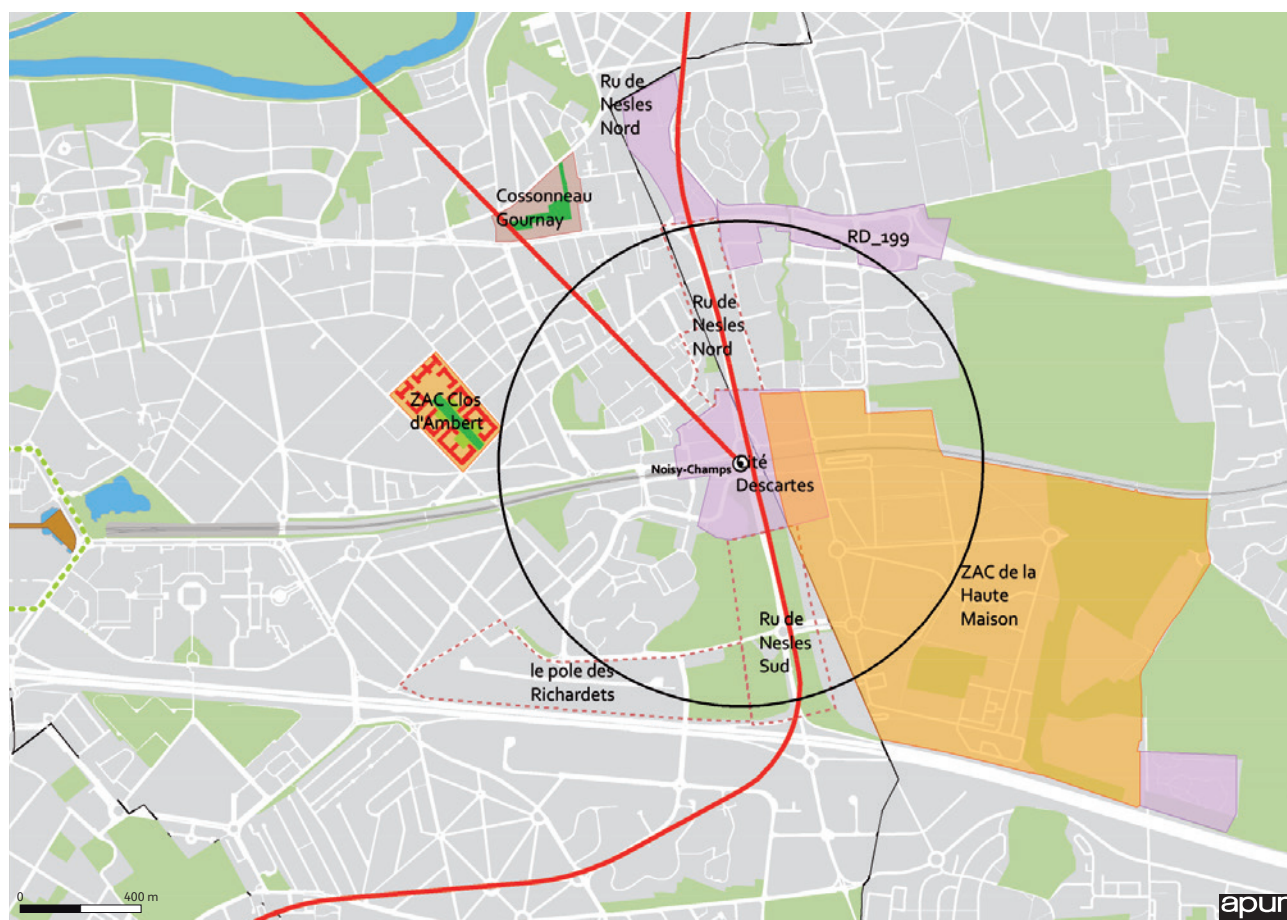 Ru de
Nesles
Nord
Cossonneau
Gournay
RD_199
Ru de
Nesles
Nord
ZAC Clos
d'Ambert
Noisy-Champs
ité
Descartes
ZAC de la
Haute
Maison
Ru de
Nesles
Sud
le pole des
Richardets
0 400 m
apur